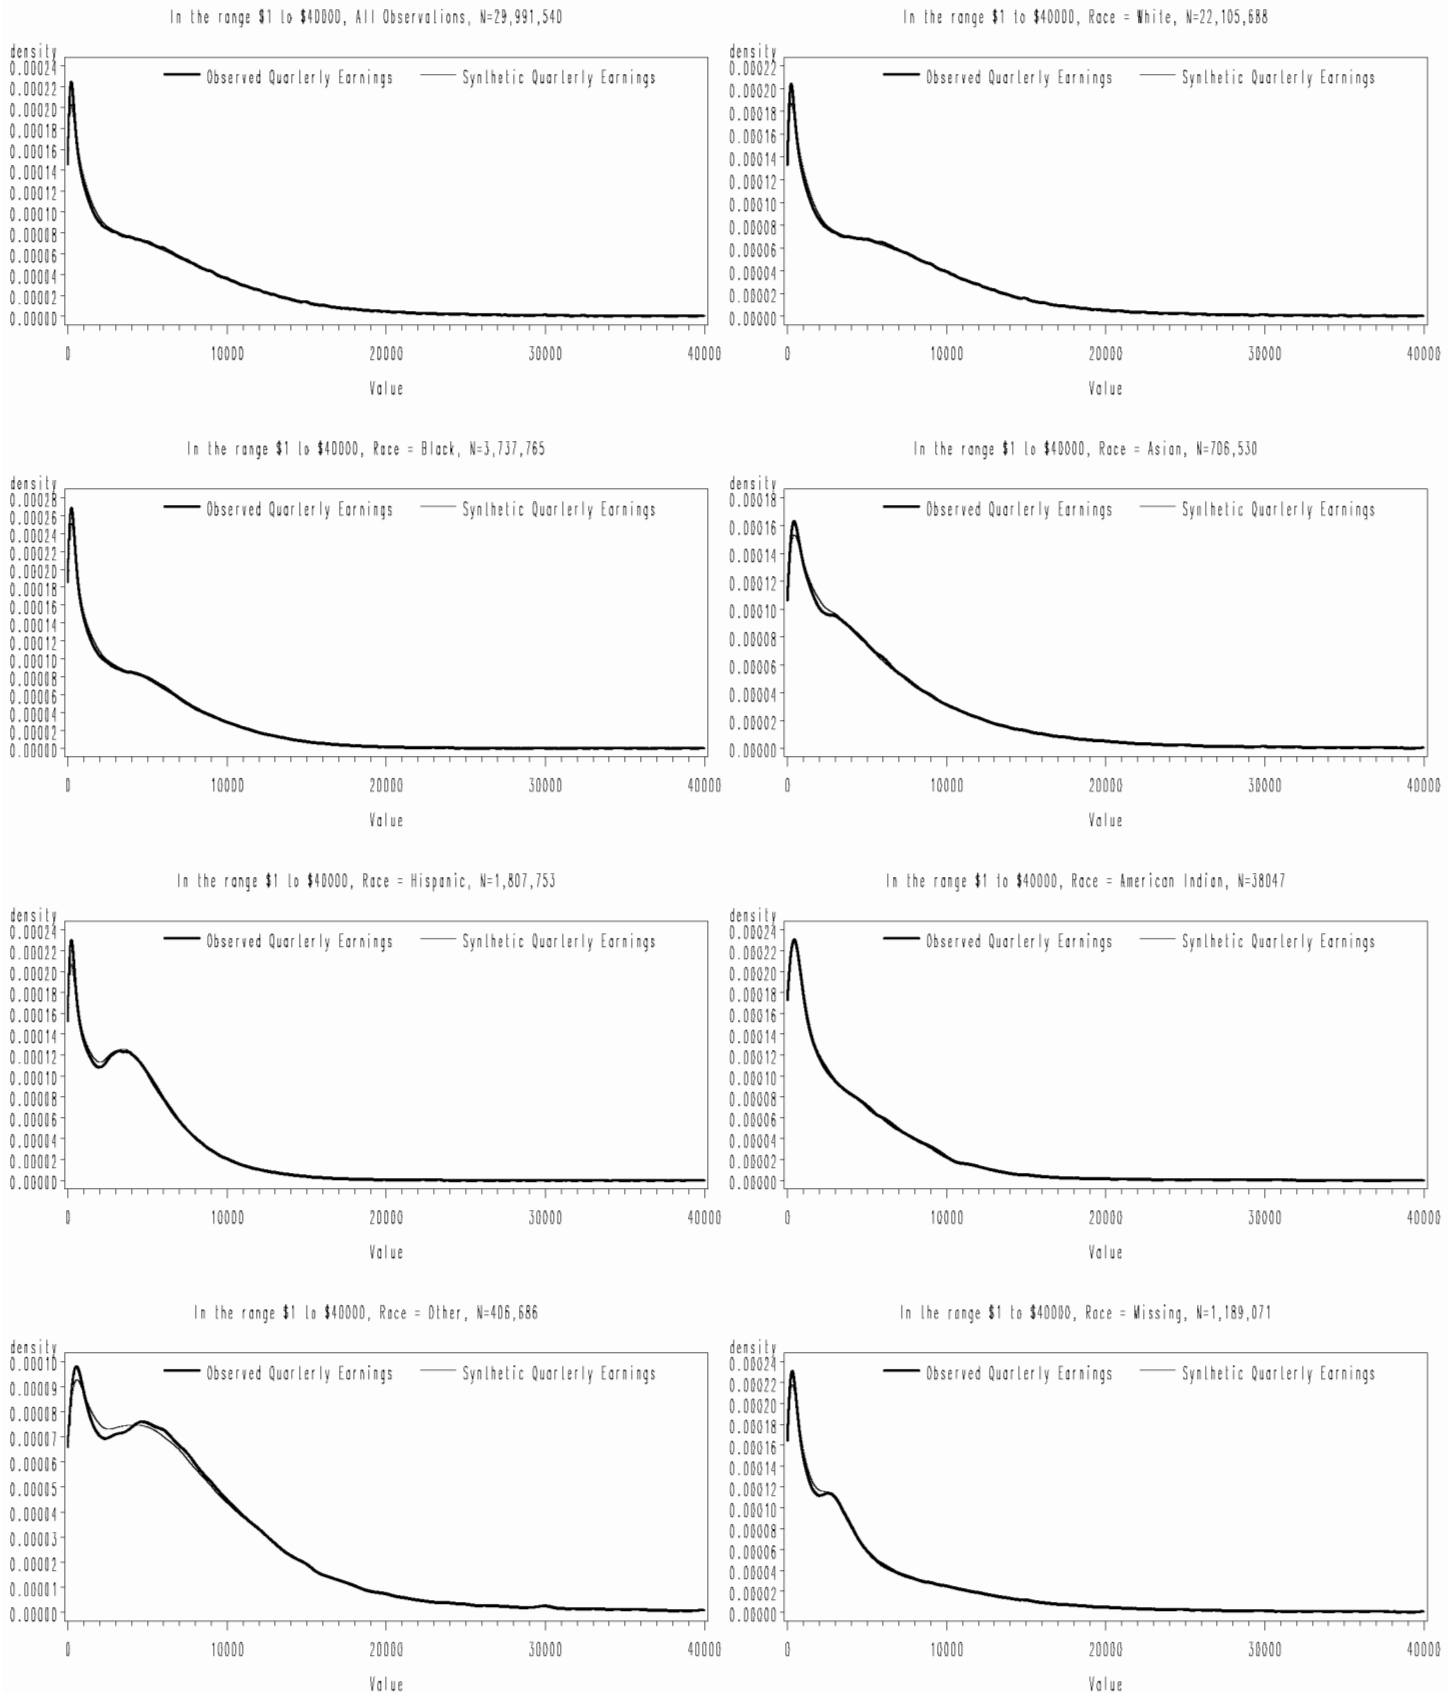 In the range $1 to $40000, All Observations, N=29,991,540
density
Observed Quarterly Earnings
Synthetic Quarterly Earnings
0.00024
0.00022
0.00020
0.00018
0.00016
0.00014
0.00012
0.00010
0.00008
0.00006
0.00004
0.00002
0.00000
0 10000 20000 30000 40000
Value
In the range $1 to $40000, Race = White, N=22,105,688
density
Observed Quarterly Earnings
Synthetic Quarterly Earnings
0.00022
0.00020
0.00018
0.00016
0.00014
0.00012
0.00010
0.00008
0.00006
0.00004
0.00002
0.00000
0 10000 20000 30000 40000
Value
In the range $1 to $40000, Race = Black, N=3,737,765
density
Observed Quarterly Earnings
Synthetic Quarterly Earnings
0.00028
0.00026
0.00024
0.00022
0.00020
0.00018
0.00016
0.00014
0.00012
0.00010
0.00008
0.00006
0.00004
0.00002
0.00000
0 10000 20000 30000 40000
Value
In the range $1 to $40000, Race = Asian, N=706,530
density
Observed Quarterly Earnings
Synthetic Quarterly Earnings
0.00018
0.00016
0.00014
0.00012
0.00010
0.00008
0.00006
0.00004
0.00002
0.00000
0 10000 20000 30000 40000
Value
In the range $1 to $40000, Race = Hispanic, N=1,807,753
density
Observed Quarterly Earnings
Synthetic Quarterly Earnings
0.00024
0.00022
0.00020
0.00018
0.00016
0.00014
0.00012
0.00010
0.00008
0.00006
0.00004
0.00002
0.00000
0 10000 20000 30000 40000
Value
In the range $1 to $40000, Race = American Indian, N=38047
density
Observed Quarterly Earnings
Synthetic Quarterly Earnings
0.00024
0.00022
0.00020
0.00018
0.00016
0.00014
0.00012
0.00010
0.00008
0.00006
0.00004
0.00002
0.00000
0 10000 20000 30000 40000
Value
In the range $1 to $40000, Race = Other, N=406,686
density
Observed Quarterly Earnings
Synthetic Quarterly Earnings
0.00010
0.00009
0.00008
0.00007
0.00006
0.00005
0.00004
0.00003
0.00002
0.00001
0.00000
0 10000 20000 30000 40000
Value
In the range $1 to $40000, Race = Missing, N=1,189,071
density
Observed Quarterly Earnings
Synthetic Quarterly Earnings
0.00024
0.00022
0.00020
0.00018
0.00016
0.00014
0.00012
0.00010
0.00008
0.00006
0.00004
0.00002
0.00000
0 10000 20000 30000 40000
Value